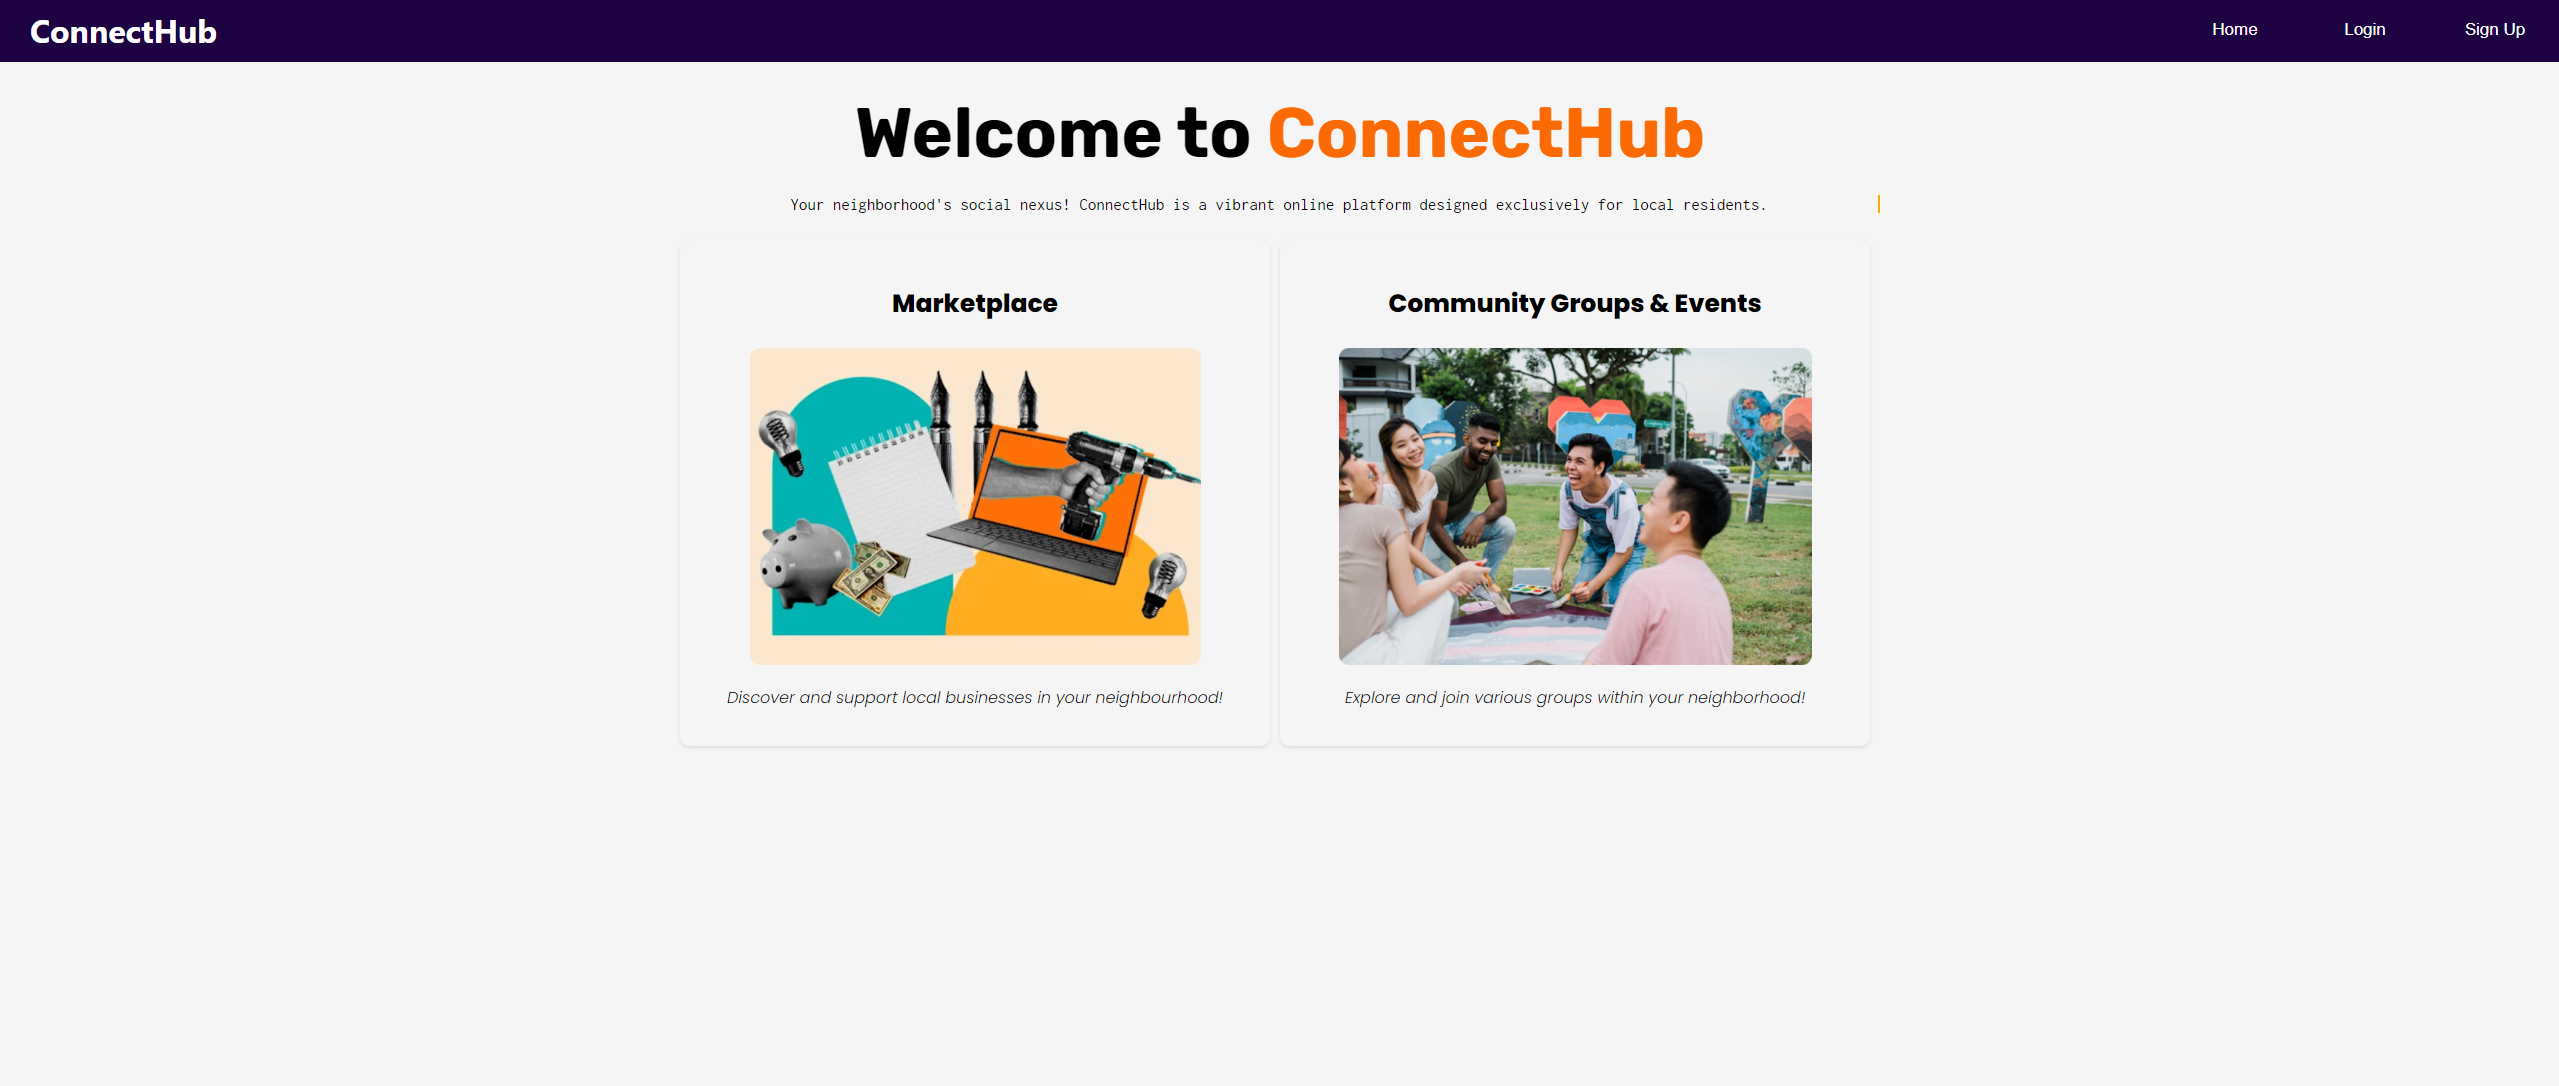 ConnectHub
Home
Login
Sign Up
Welcome to ConnectHub
Your neighborhood's social nexus! ConnectHub is a vibrant online platform designed exclusively for local residents.
Marketplace
Community Groups & Events
Discover and support local businesses in your neighbourhood!
Explore and join various groups within your neighborhood!